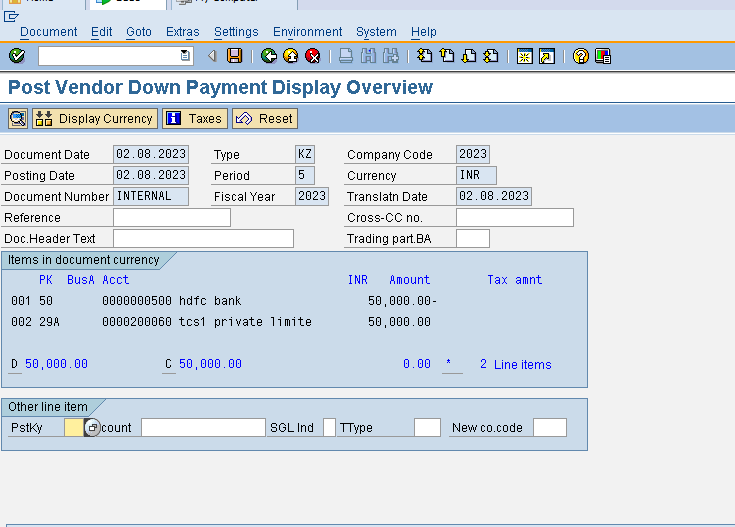 Document Edit Goto Extras Settings Environment System Help
Post Vendor Down Payment Display Overview
Display Currency Taxes Reset
Document Date 02.08.2023 Type KZ Company Code 2023
Posting Date 02.08.2023 Period 5 Currency INR
Document Number INTERNAL Fiscal Year 2023 Translatn Date 02.08.2023
Reference Cross-CC no.
Doc.Header Text Trading part.BA
Items in document currency
PK BusA Acct INR Amount Tax amnt
001 50 0000000500 hdfc bank 50,000.00-
002 29A 0000200060 tcs1 private limite 50,000.00
D 50,000.00 C 50,000.00 0.00 * 2 Line items
Other line item
PstKy count SGL Ind TType New co.code